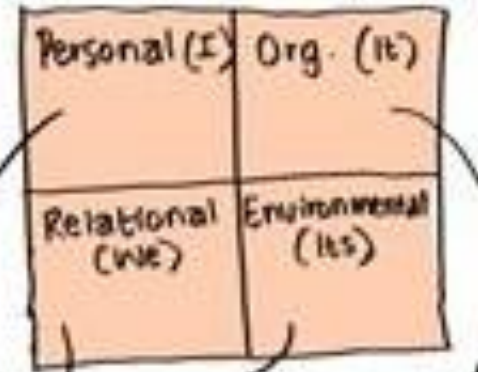 Personal (I)
Org. (It)
Relational
(We)
Environmental
(Its)